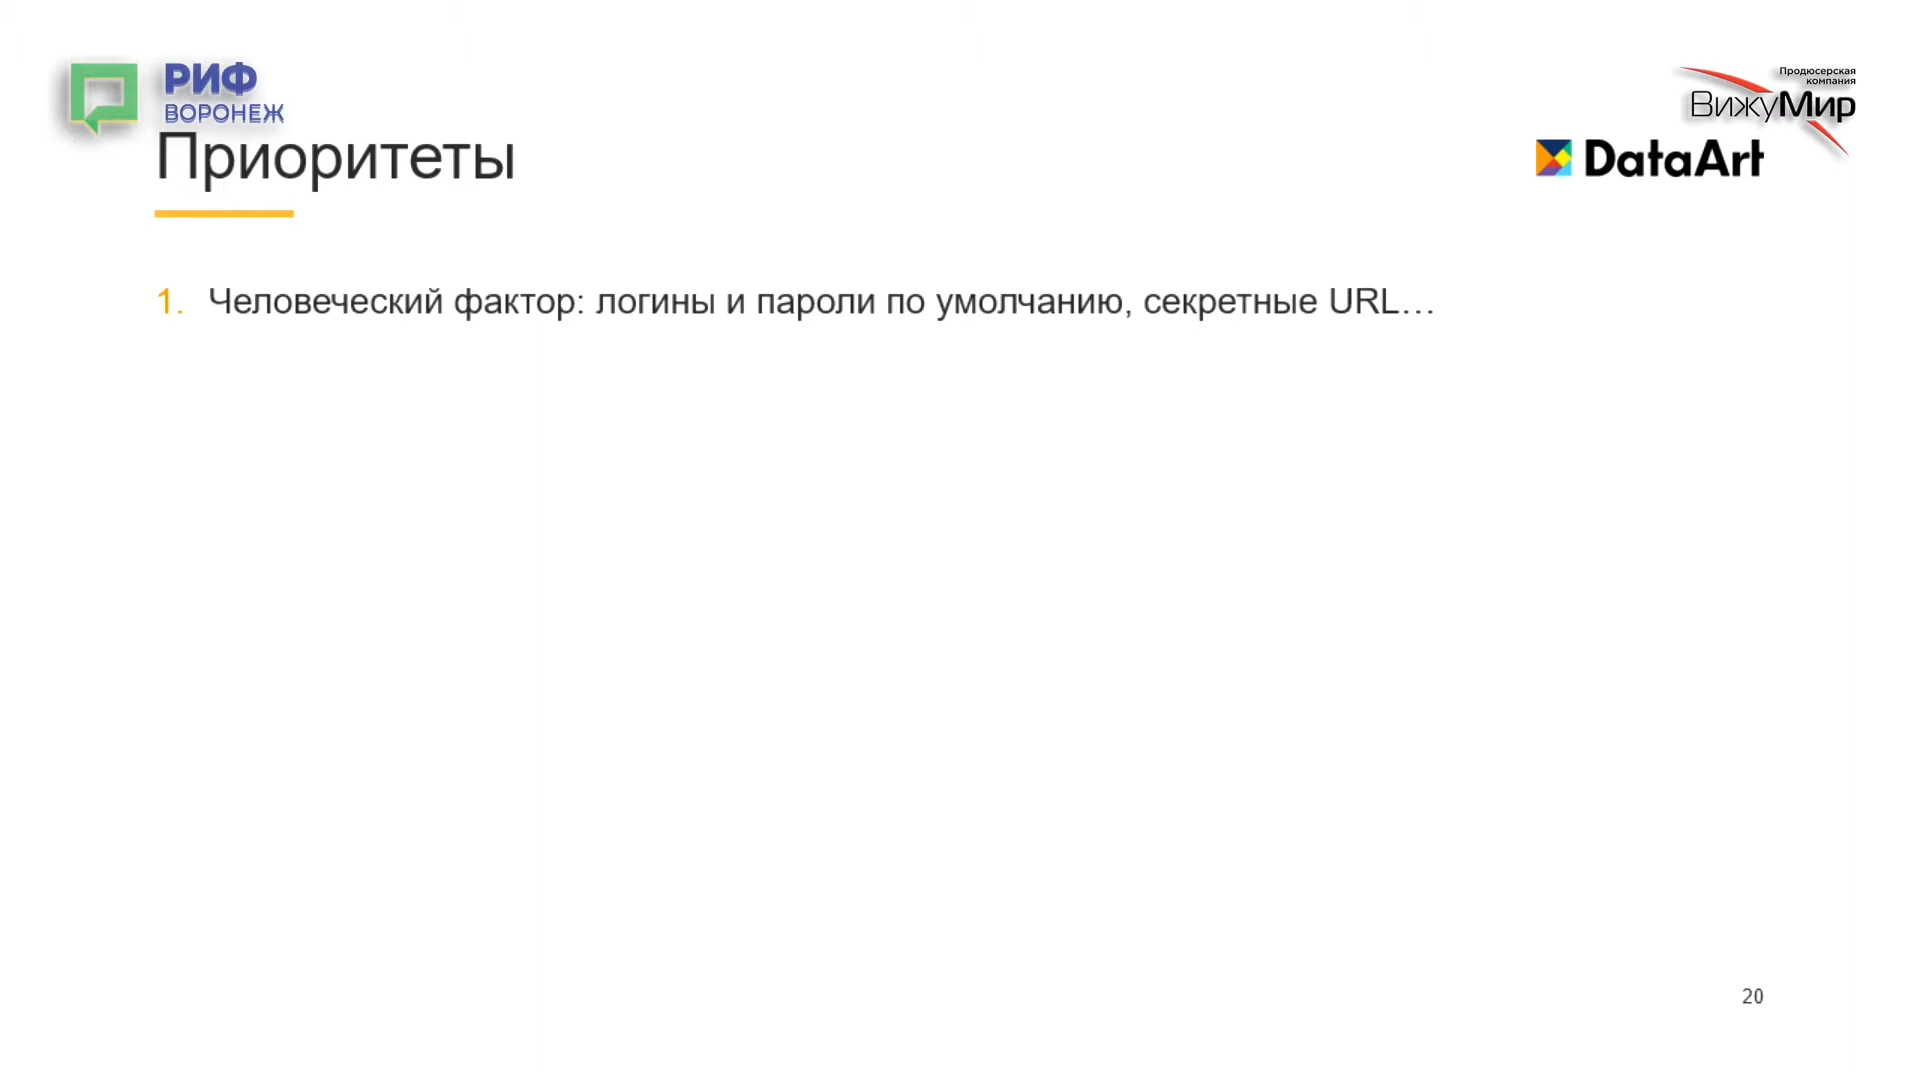 РИФ
ВОРОНЕЖ
Продюсерская
компания
ВижуМир
Приоритеты
DataArt
1. Человеческий фактор: логины и пароли по умолчанию, секретные URL…
20